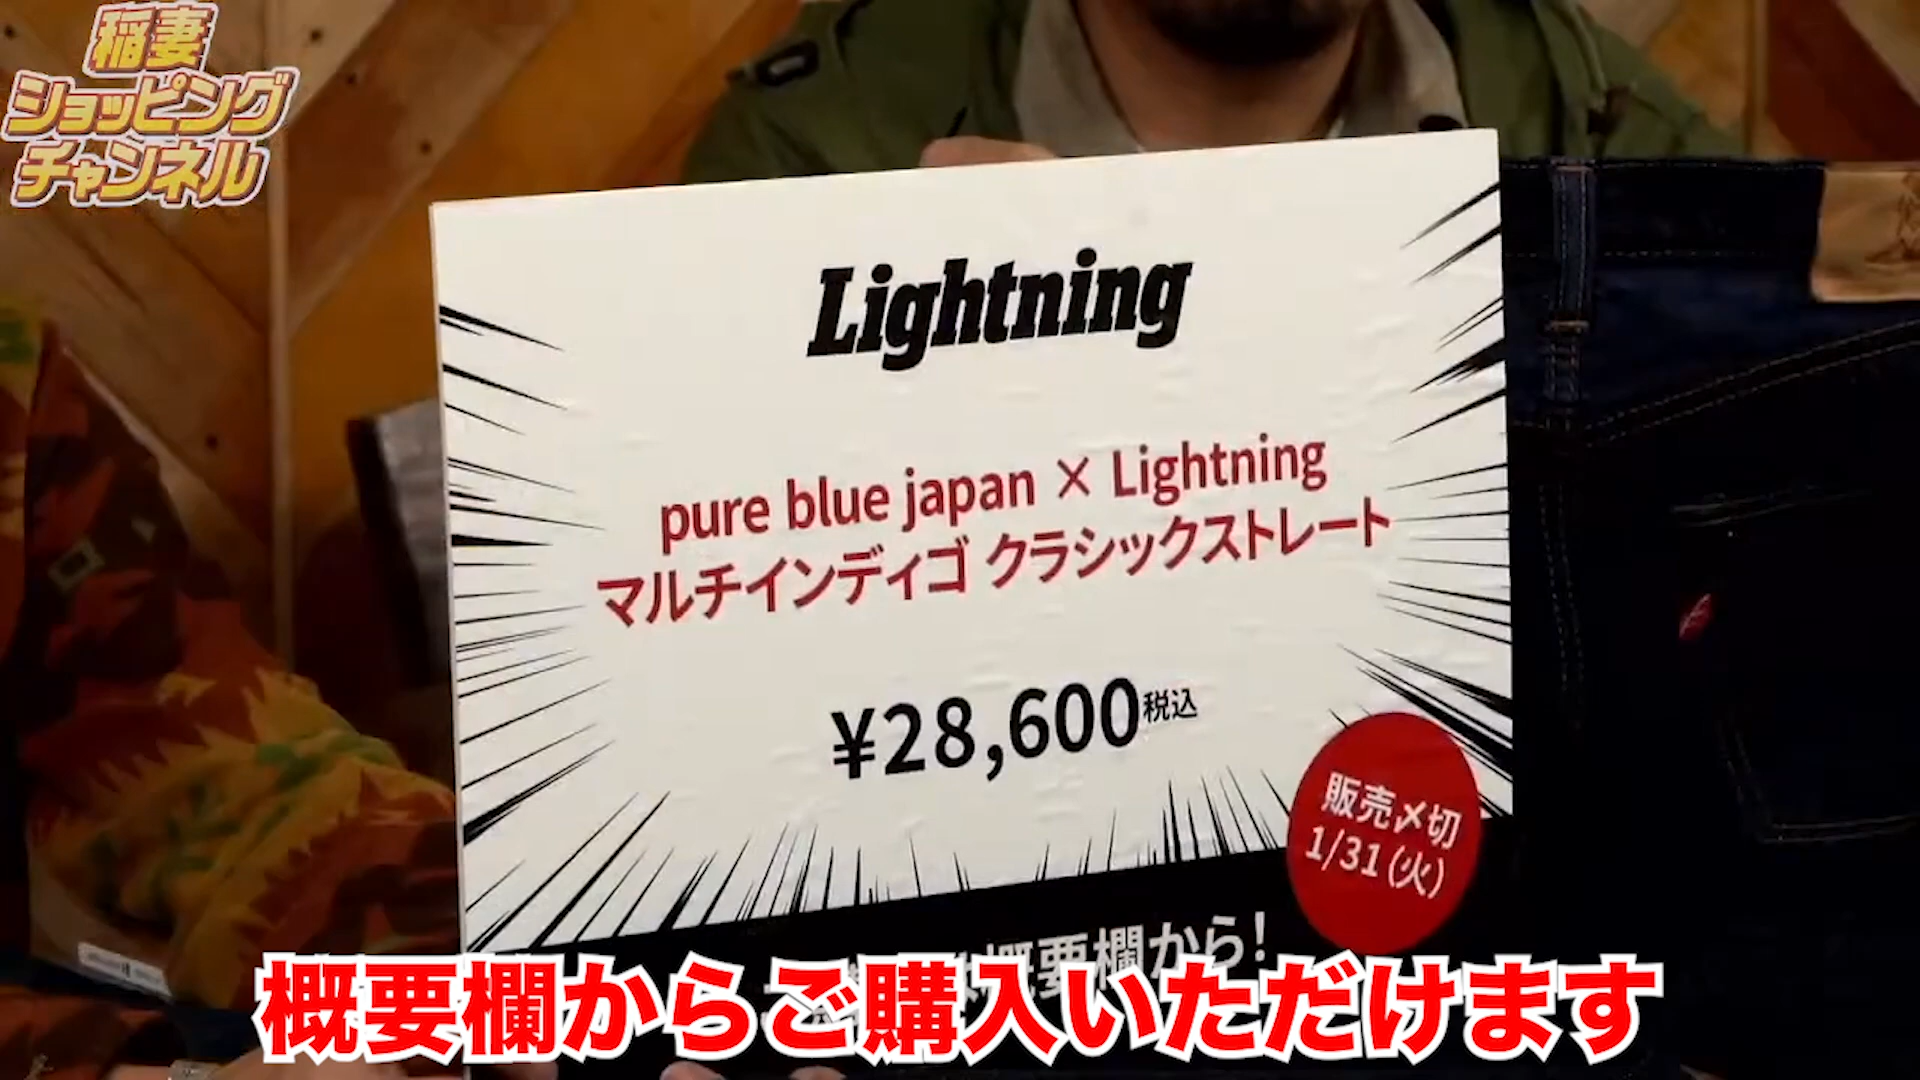 稲妻
ショッピング
チャンネル
Lightning
pure blue japan × Lightning
マルチインディゴ クラシックストレート
¥28,600税込
販売〆切
1/31(火)
概要欄から!
概要欄からご購入いただけます